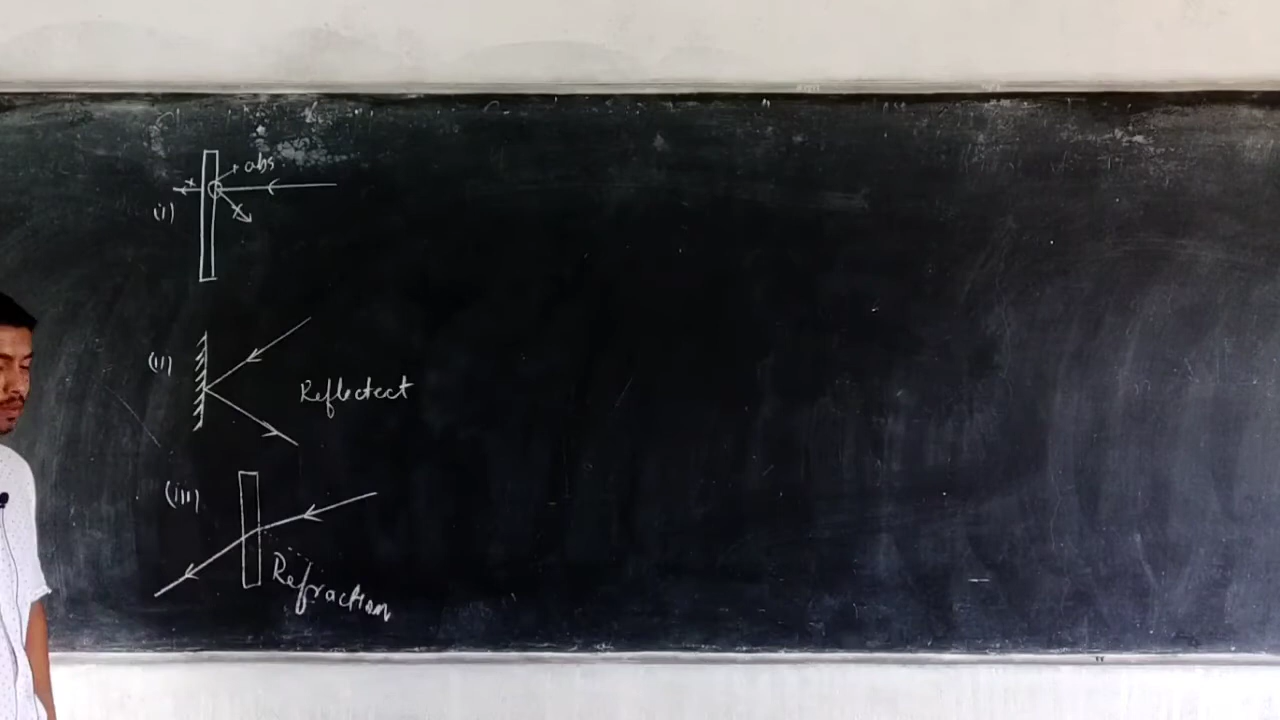 abs
(i)
(ii)
Reflectect
(iii)
Refraction